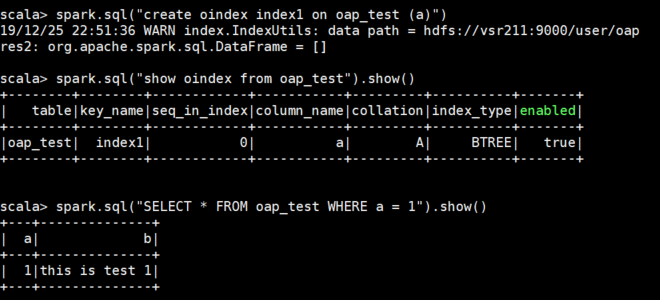 scala> spark.sql("create oindex index1 on oap_test (a)")
19/12/25 22:51:36 WARN index.IndexUtils: data path = hdfs://vsr211:9000/user/oap
res2: org.apache.spark.sql.DataFrame = []
scala> spark.sql("show oindex from oap_test").show()
+--------+--------+------------+-----------+---------+----------+-------+
|   table|key_name|seq_in_index|column_name|collation|index_type|enabled|
+--------+--------+------------+-----------+---------+----------+-------+
|oap_test|  index1|           0|          a|        A|     BTREE|   true|
+--------+--------+------------+-----------+---------+----------+-------+
scala> spark.sql("SELECT * FROM oap_test WHERE a = 1").show()
+---+--------------+
|  a|             b|
+---+--------------+
|  1|this is test 1|
+---+--------------+